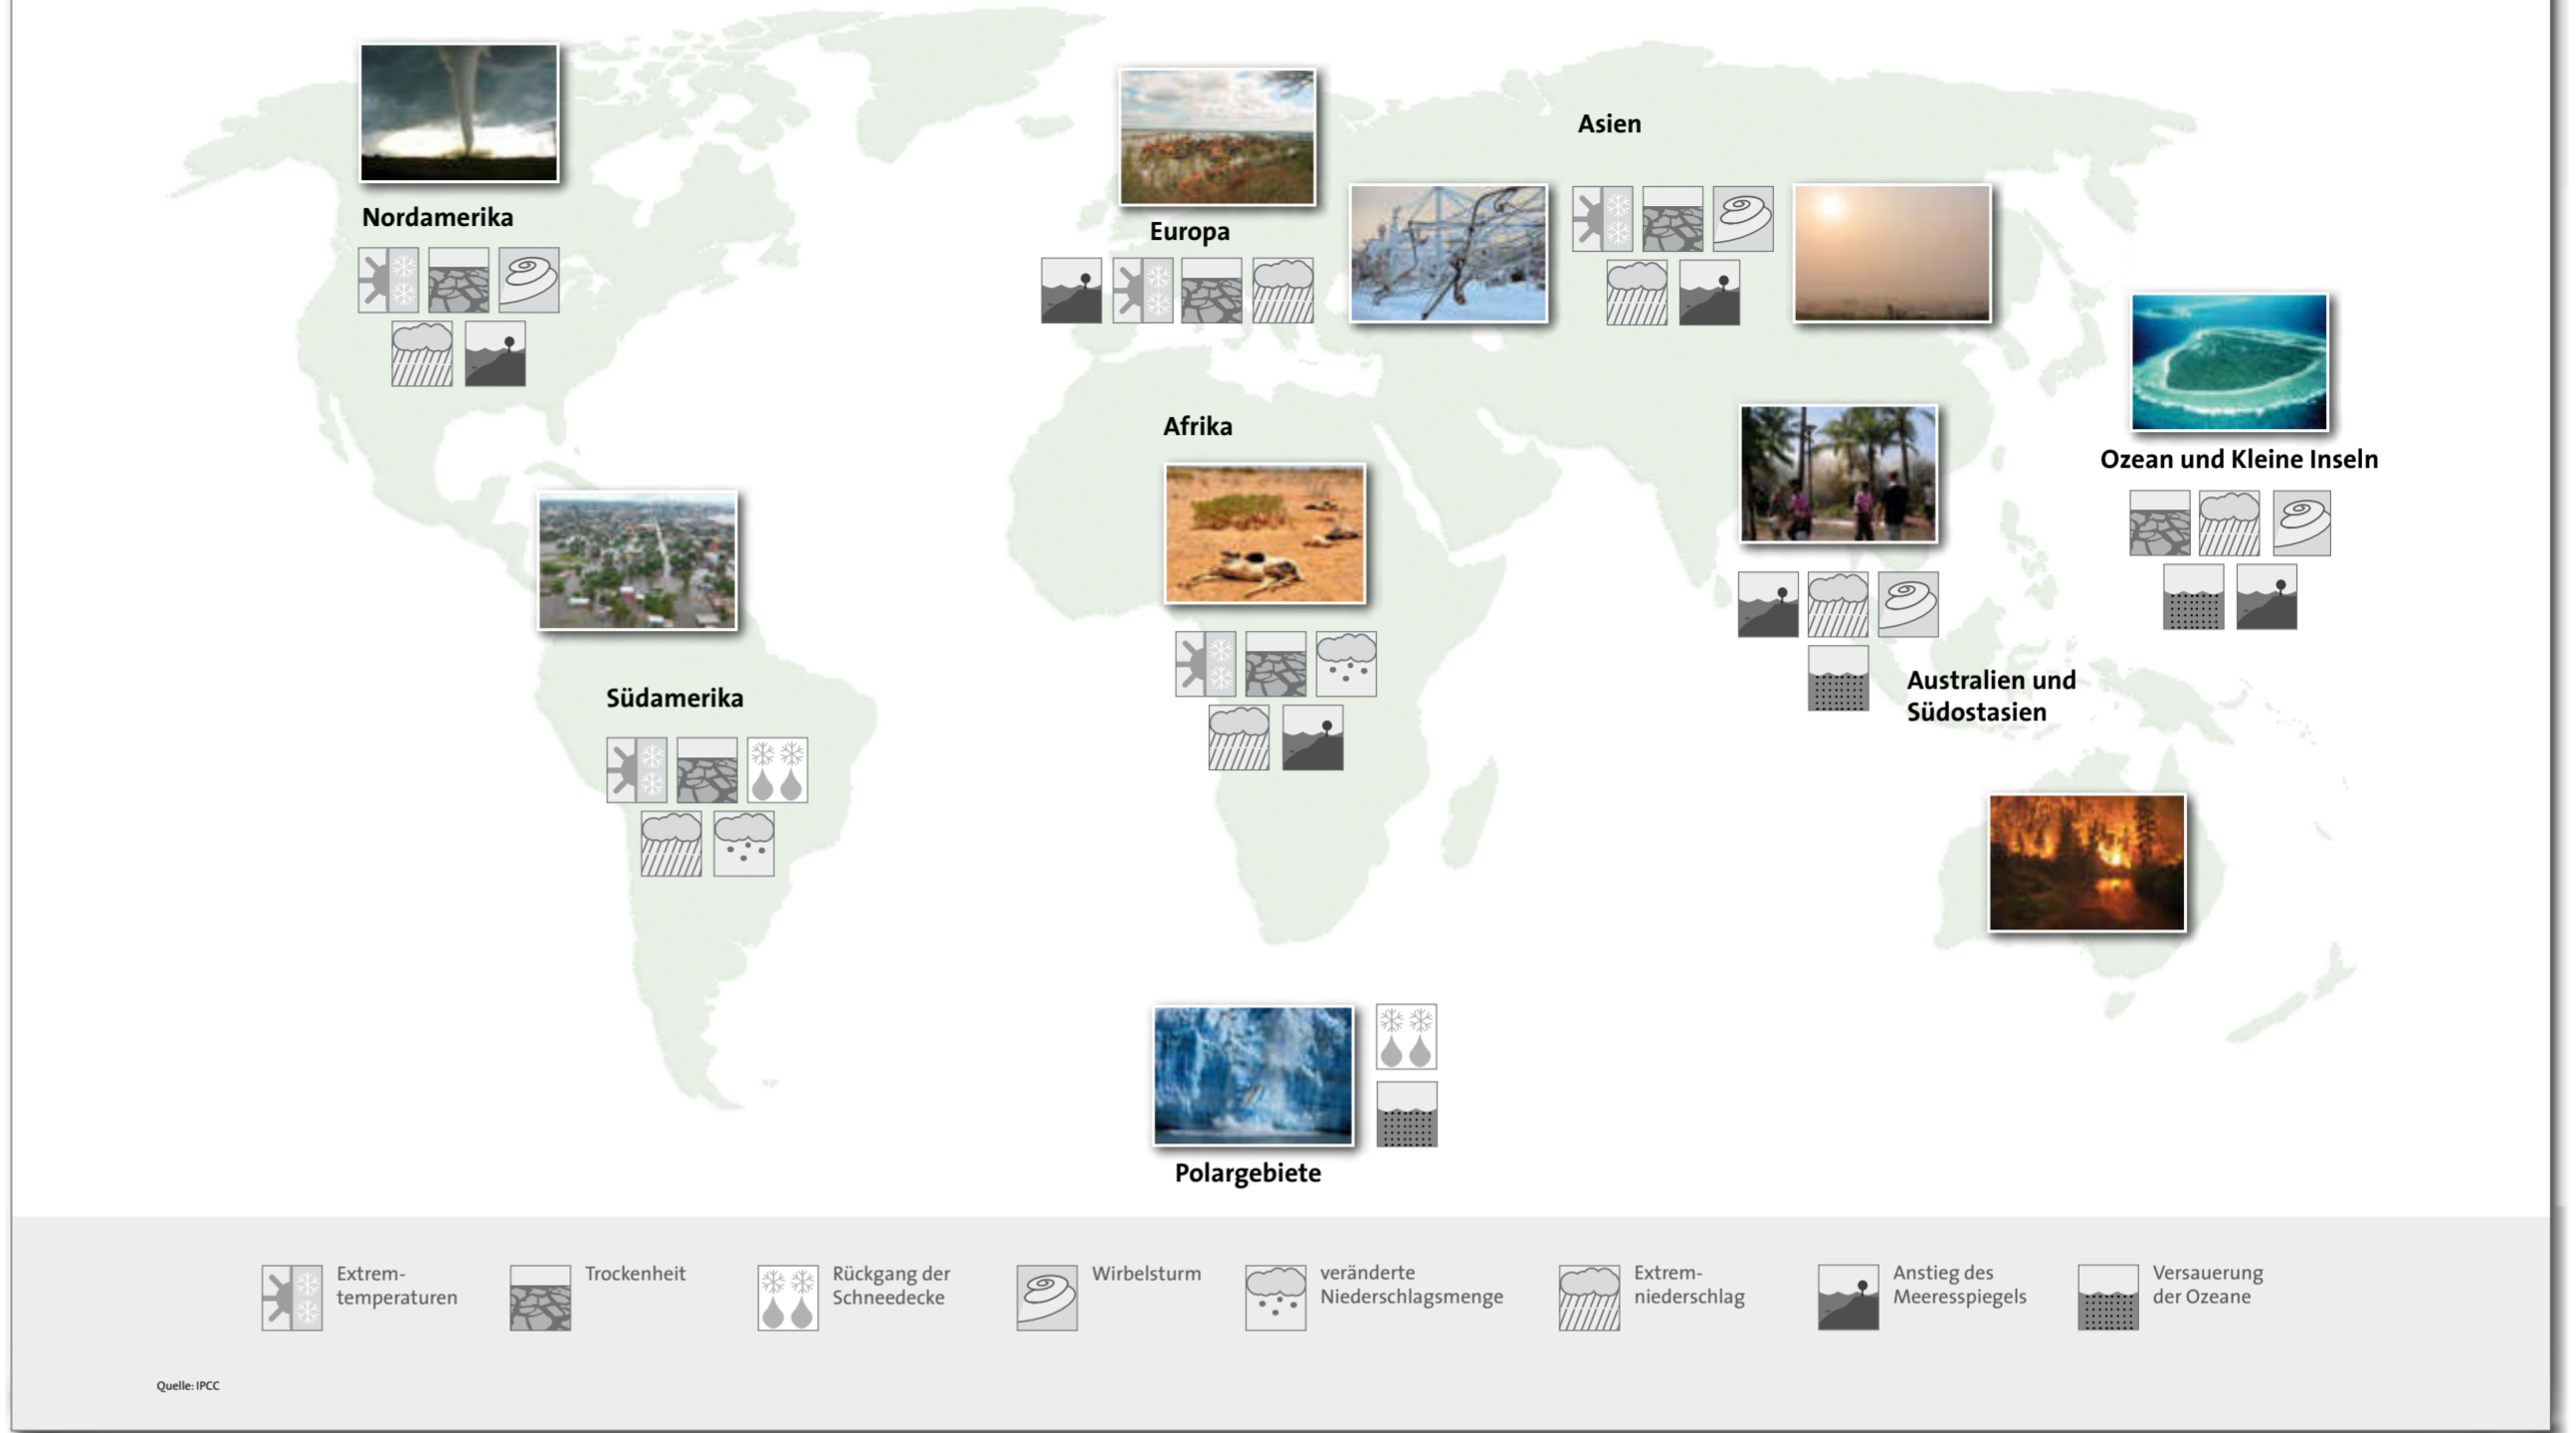 Nordamerika
Europa
Asien
Afrika
Ozean und Kleine Inseln
Südamerika
Australien und
Südostasien
Polargebiete
Extrem-
temperaturen
Trockenheit
Rückgang der
Schneedecke
Wirbelsturm
veränderte
Niederschlagsmenge
Extrem-
niederschlag
Anstieg des
Meeresspiegels
Versauerung
der Ozeane
Quelle: IPCC